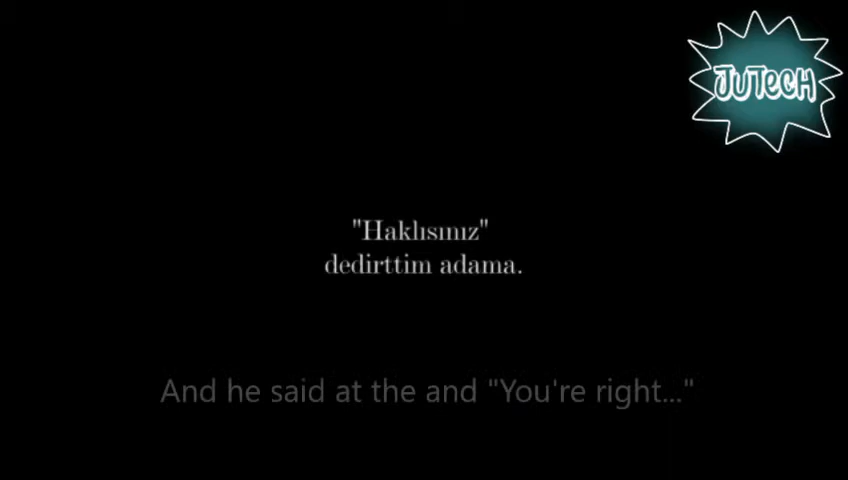 JUTECH
"Haklısınız"
dedirttim adama.
And he said at the and "You're right..."